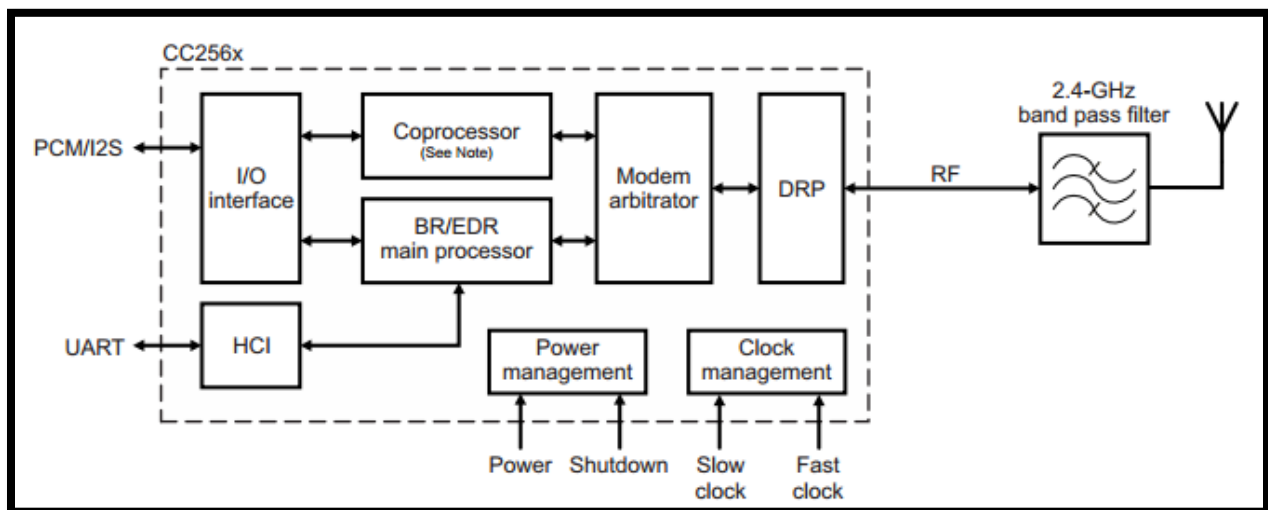 CC256x
2.4-GHz
band pass filter
PCM/I2S
I/O
interface
Coprocessor
(See Note)
Modem
arbitrator
DRP
RF
BR/EDR
main processor
UART
HCI
Power
management
Clock
management
Power
Shutdown
Slow
clock
Fast
clock